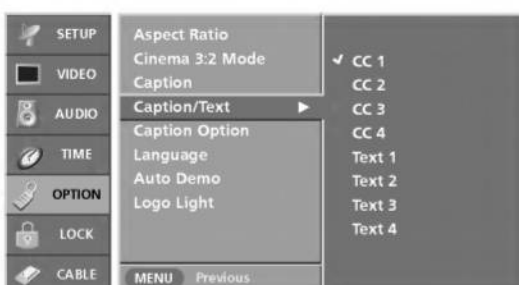 SETUP
VIDEO
AUDIO
TIME
OPTION
LOCK
CABLE
Aspect Ratio
Cinema 3:2 Mode
Caption
Caption/Text
Caption Option
Language
Auto Demo
Logo Light
MENU Previous
CC 1
CC 2
CC 3
CC 4
Text 1
Text 2
Text 3
Text 4